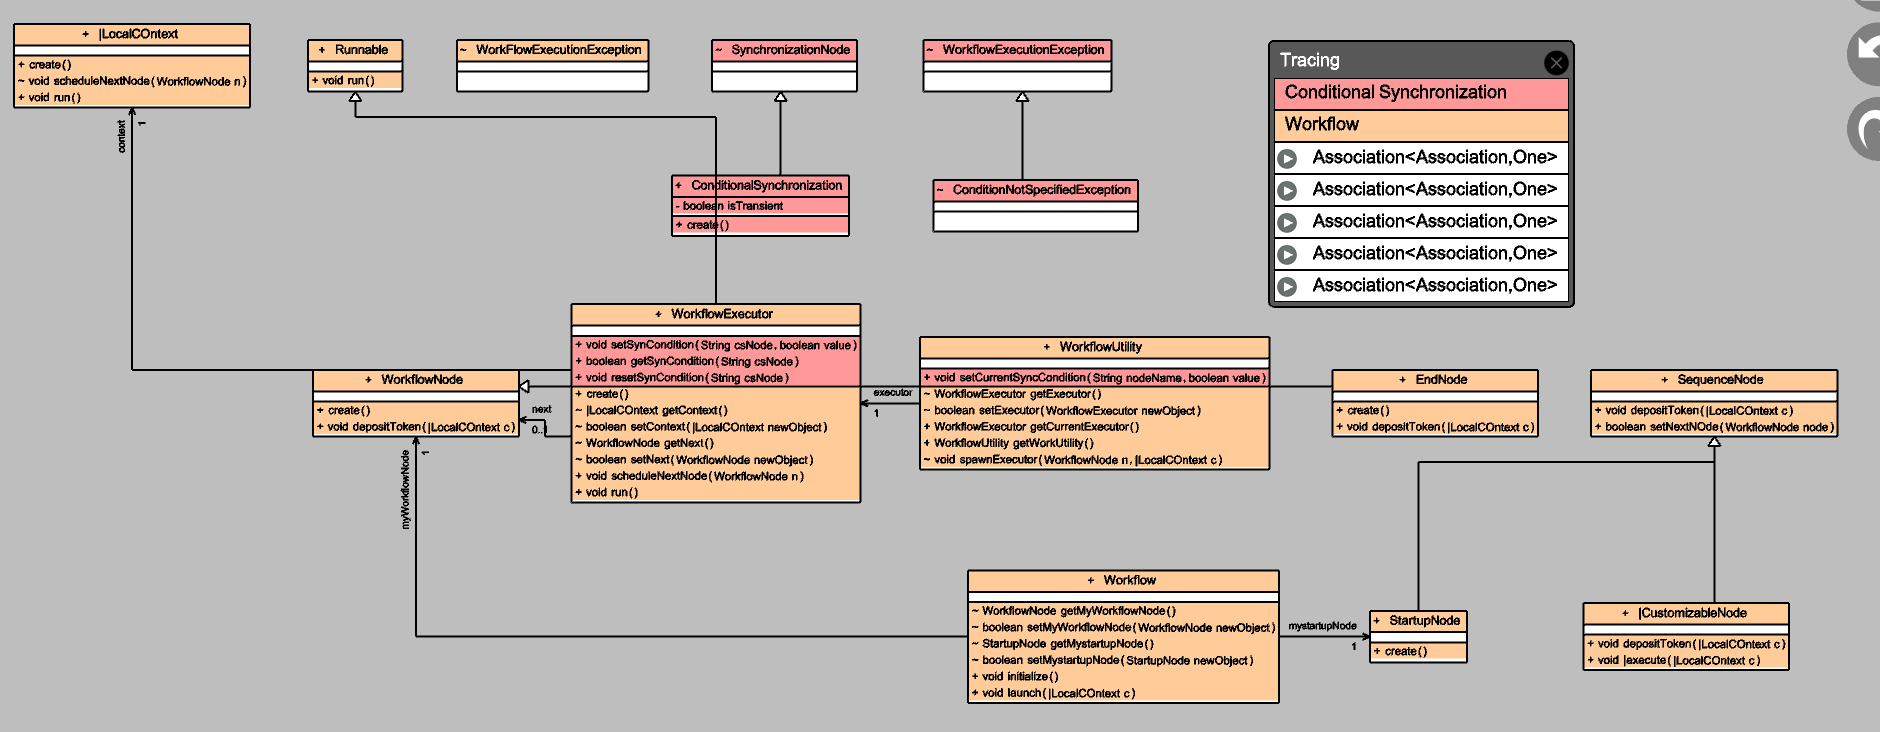 + |LocalCOntext
+ create()
~ void scheduleNextNode(WorkflowNode n)
+ void run()
+ Runnable
+ void run()
~ WorkFlowExecutionException
~ SynchronizationNode
~ WorkflowExecutionException
Tracing
Conditional Synchronization
Workflow
Association<Association,One>
Association<Association,One>
Association<Association,One>
Association<Association,One>
Association<Association,One>
context
1
+ ConditionalSynchronization
- boolean isTransient
+ create()
~ ConditionNotSpecifiedException
+ WorkflowExecutor
+ void setSynCondition(String csNode, boolean value)
+ boolean getSynCondition(String csNode)
+ void resetSynCondition(String csNode)
+ create()
~ |LocalCOntext getContext()
~ boolean setContext(|LocalCOntext newObject)
~ WorkflowNode getNext()
~ boolean setNext(WorkflowNode newObject)
+ void scheduleNextNode(WorkflowNode n)
+ void run()
+ WorkflowUtility
+ void setCurrentSyncCondition(String nodeName, boolean value)
~ WorkflowExecutor getExecutor()
~ boolean setExecutor(WorkflowExecutor newObject)
+ WorkflowExecutor getCurrentExecutor()
+ WorkflowUtility getWorkUtility()
~ void spawnExecutor(WorkflowNode n, |LocalCOntext c)
executor
1
+ WorkflowNode
+ create()
+ void depositToken(|LocalCOntext c)
next
0..1
+ EndNode
+ create()
+ void depositToken(|LocalCOntext c)
+ SequenceNode
+ void depositToken(|LocalCOntext c)
+ boolean setNextNOde(WorkflowNode node)
myWorkflowNode
1
+ Workflow
~ WorkflowNode getMyWorkflowNode()
~ boolean setMyWorkflowNode(WorkflowNode newObject)
~ StartupNode getMystartupNode()
~ boolean setMystartupNode(StartupNode newObject)
+ void initialize()
+ void launch(|LocalCOntext c)
mystartupNode
1
+ StartupNode
+ create()
+ |CustomizableNode
+ void depositToken(|LocalCOntext c)
+ void |execute(|LocalCOntext c)